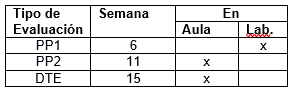 Tipo de Evaluación Semana En
Aula Lab.
PP1 6 x
PP2 11 x
DTE 15 x